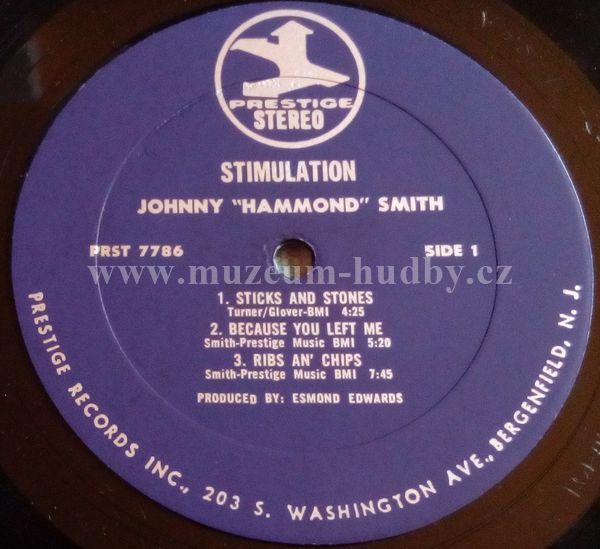 PRESTIGE
STEREO
STIMULATION
JOHNNY "HAMMOND" SMITH
PRST 7786 SIDE 1
www.muzeum-hudby.cz
1. STICKS AND STONES
Turner/Glover-BMI 4:25
2. BECAUSE YOU LEFT ME
Smith-Prestige Music BMI 5:20
3. RIBS AN' CHIPS
Smith-Prestige Music BMI 7:45
PRODUCED BY: ESMOND EDWARDS
PRESTIGE RECORDS INC., 203 S. WASHINGTON AVE., BERGENFIELD, N. J.